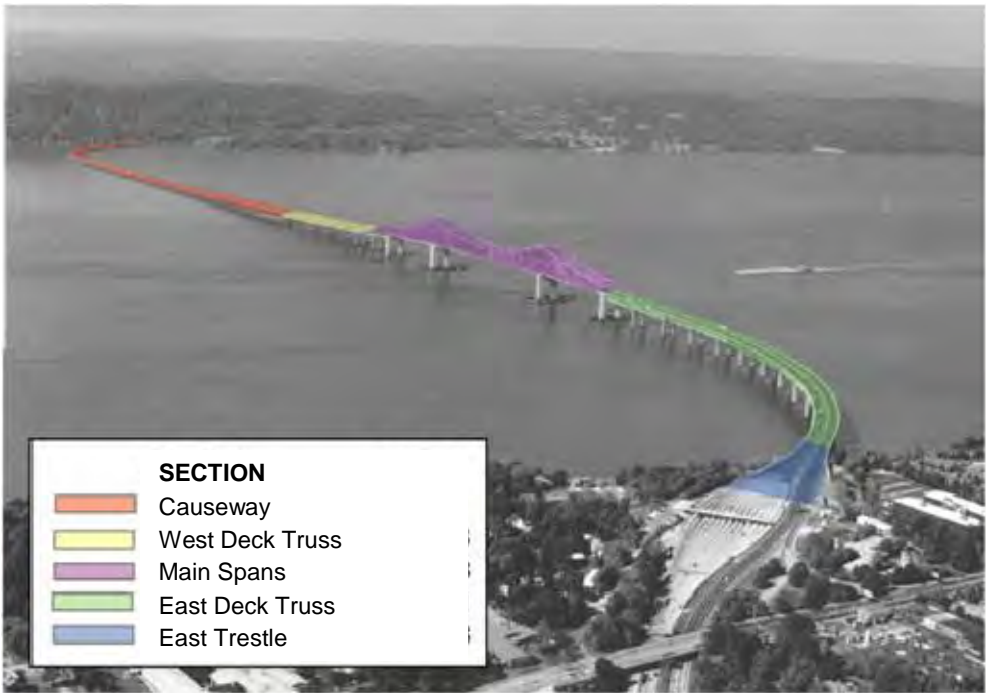 SECTION
Causeway
West Deck Truss
Main Spans
East Deck Truss
East Trestle